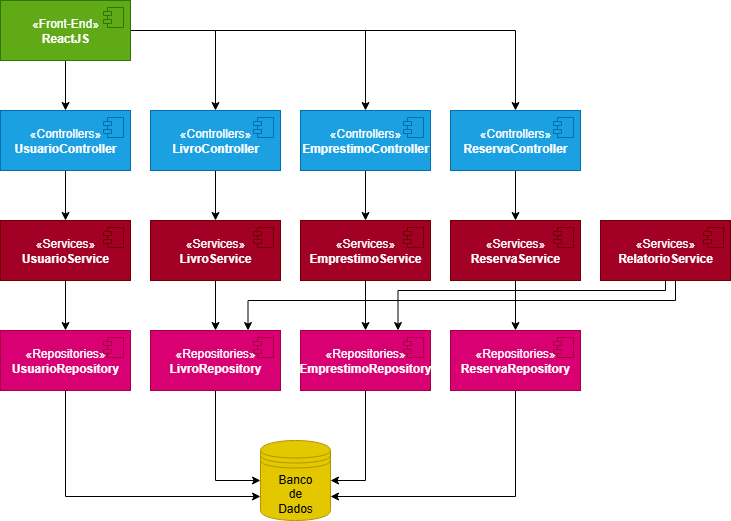 «Front-End»
ReactJS
«Controllers»
UsuarioController
«Controllers»
LivroController
«Controllers»
EmprestimoController
«Controllers»
ReservaController
«Services»
UsuarioService
«Services»
LivroService
«Services»
EmprestimoService
«Services»
ReservaService
«Services»
RelatorioService
«Repositories»
UsuarioRepository
«Repositories»
LivroRepository
«Repositories»
EmprestimoRepository
«Repositories»
ReservaRepository
Banco
de
Dados